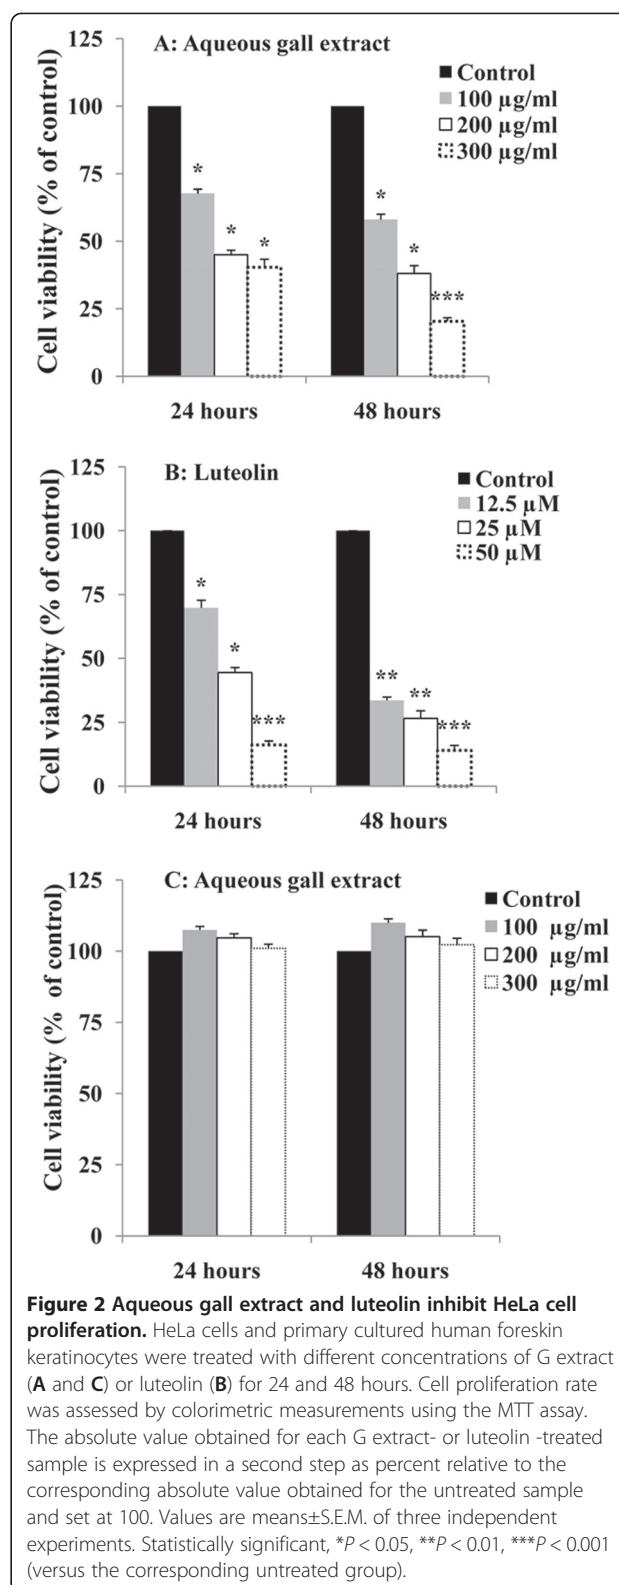 125
A: Aqueous gall extract
Control
100 µg/ml
200 µg/ml
300 µg/ml
100
75
50
25
0
Cell viability (% of control)
*
*
*
*
*
***
24 hours
48 hours
125
B: Luteolin
Control
12.5 µM
25 µM
50 µM
100
75
50
25
0
Cell viability (% of control)
*
*
***
**
**
***
24 hours
48 hours
125
C: Aqueous gall extract
Control
100 µg/ml
200 µg/ml
300 µg/ml
100
75
50
25
0
Cell viability (% of control)
24 hours
48 hours
Figure 2 Aqueous gall extract and luteolin inhibit HeLa cell
proliferation. HeLa cells and primary cultured human foreskin
keratinocytes were treated with different concentrations of G extract
(A and C) or luteolin (B) for 24 and 48 hours. Cell proliferation rate
was assessed by colorimetric measurements using the MTT assay.
The absolute value obtained for each G extract- or luteolin -treated
sample is expressed in a second step as percent relative to the
corresponding absolute value obtained for the untreated sample
and set at 100. Values are means±S.E.M. of three independent
experiments. Statistically significant, *P < 0.05, **P < 0.01, ***P < 0.001
(versus the corresponding untreated group).